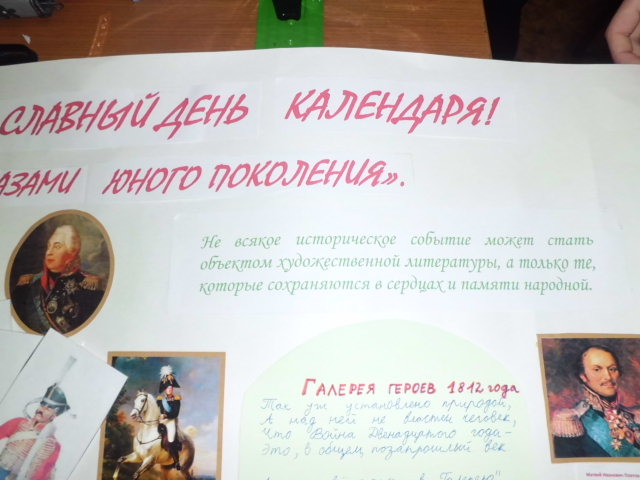 СЛАВНЫЙ ДЕНЬ КАЛЕНДАРЯ!
АЗАМИ ЮНОГО ПОКОЛЕНИЯ».
Не всякое историческое событие может стать
объектом художественной литературы, а только те,
которые сохраняются в сердцах и памяти народной.
ГАЛЕРЕЯ ГЕРОЕВ 1812 года
Так уж установлено природой,
А над ней не властен человек,
Что Война Двенадцатого года-
Это, в общем, позапрошлый век
в "Галерею"